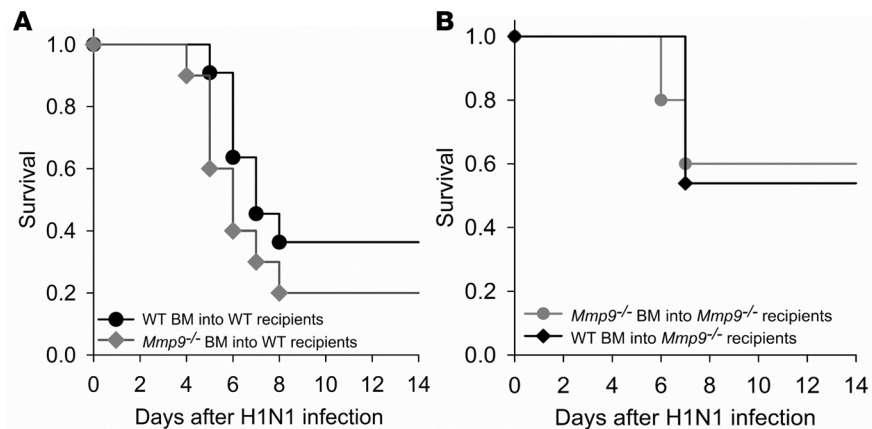 A
Survival
1.0
0.8
0.6
0.4
0.2
0.0
WT BM into WT recipients
Mmp9-/- BM into WT recipients
0 2 4 6 8 10 12 14
Days after H1N1 infection
B
Survival
1.0
0.8
0.6
0.4
0.2
0.0
Mmp9-/- BM into Mmp9-/- recipients
WT BM into Mmp9-/- recipients
0 2 4 6 8 10 12 14
Days after H1N1 infection